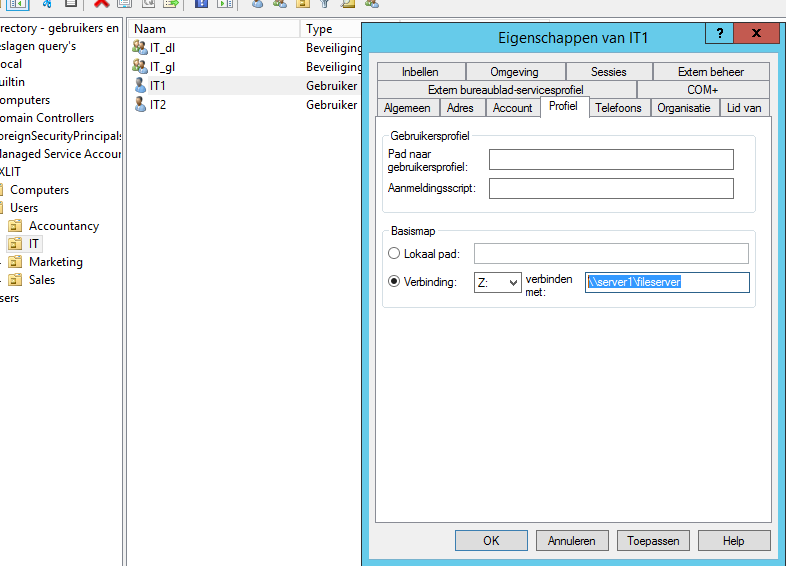 irectory - gebruikers en
eslagen query's
ocal
uiltin
omputers
omain Controllers
oreignSecurityPrincipals
anaged Service Accour
XLIT
Computers
Users
Accountancy
IT
Marketing
Sales
sers
Naam Type
IT_dl Beveiliging
IT_gl Beveiliging
IT1 Gebruiker
IT2 Gebruiker
Eigenschappen van IT1 ? x
Inbellen Omgeving Sessies Extern beheer
Extern bureaublad-servicesprofiel COM+
Algemeen Adres Account Profiel Telefoons Organisatie Lid van
Gebruikersprofiel
Pad naar
gebruikersprofiel:
Aanmeldingsscript:
Basismap
Lokaal pad:
Verbinding: Z: verbinden
met: \\server1\fileserver
OK Annuleren Toepassen Help